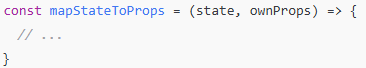 const mapStateToProps = (state, ownProps) => {
  // ...
}